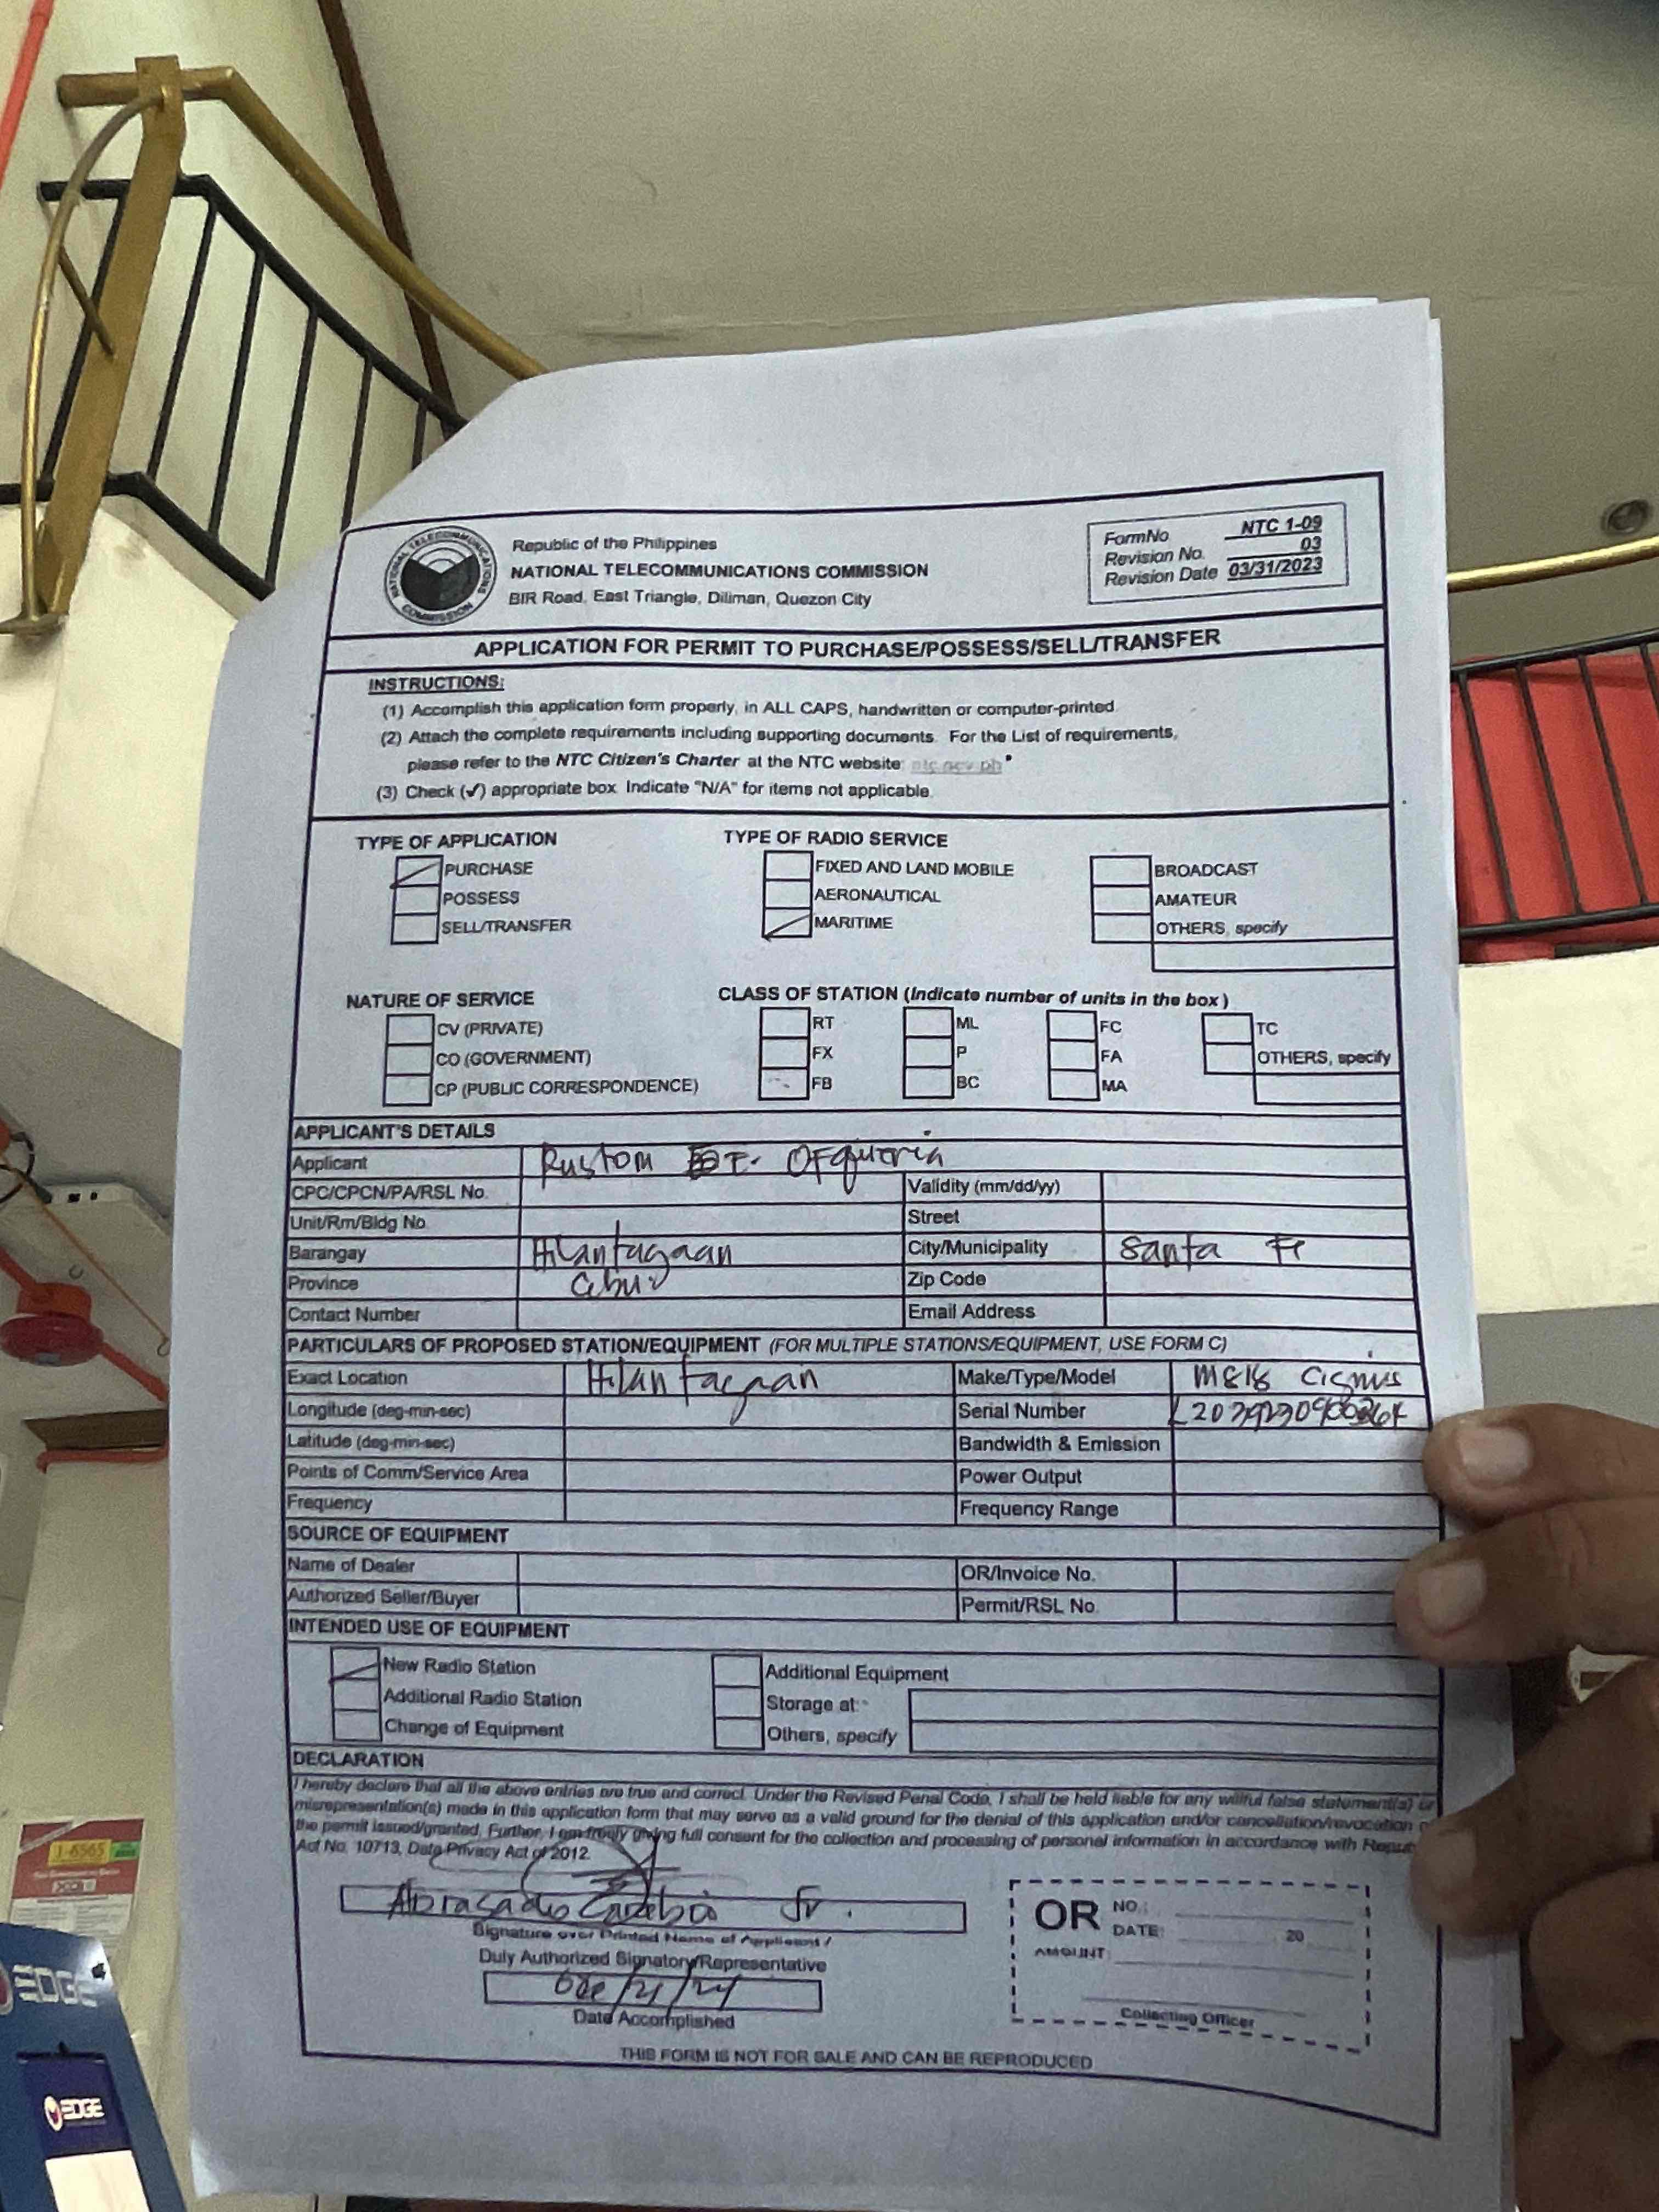 Republic of the Philippines
NATIONAL TELECOMMUNICATIONS COMMISSION
BIR Road, East Triangle, Diliman, Quezon City
NATIONAL TELECOMMUNICATIONS COMMISSION
FormNo NTC 1-09
Revision No. 03
Revision Date 03/31/2023
APPLICATION FOR PERMIT TO PURCHASE/POSSESS/SELL/TRANSFER
INSTRUCTIONS:
(1) Accomplish this application form properly, in ALL CAPS, handwritten or computer-printed.
(2) Attach the complete requirements including supporting documents. For the List of requirements,
please refer to the NTC Citizen's Charter at the NTC website: ntc.gov.ph
(3) Check (✓) appropriate box. Indicate "N/A" for items not applicable.
TYPE OF APPLICATION
PURCHASE
POSSESS
SELL/TRANSFER
TYPE OF RADIO SERVICE
FIXED AND LAND MOBILE
AERONAUTICAL
MARITIME
BROADCAST
AMATEUR
OTHERS, specify
NATURE OF SERVICE
CV (PRIVATE)
CO (GOVERNMENT)
CP (PUBLIC CORRESPONDENCE)
CLASS OF STATION (Indicate number of units in the box)
RT ML FC TC
FX P FA OTHERS, specify
FB BC MA
APPLICANT'S DETAILS
Applicant Rustom
CPC/CPCN/PA/RSL No. Validity (mm/dd/yy)
Unit/Rm/Bldg No. Street
Barangay Hilantagaan City/Municipality Santa Fe
Province Cebu Zip Code
Contact Number Email Address
PARTICULARS OF PROPOSED STATION/EQUIPMENT (FOR MULTIPLE STATIONS/EQUIPMENT, USE FORM C)
Exact Location Hilantagaan Make/Type/Model
Longitude (deg-min-sec) Serial Number
Latitude (deg-min-sec) Bandwidth & Emission
Points of Comm/Service Area Power Output
Frequency Frequency Range
SOURCE OF EQUIPMENT
Name of Dealer OR/Invoice No.
Authorized Seller/Buyer Permit/RSL No.
INTENDED USE OF EQUIPMENT
New Radio Station Additional Equipment
Additional Radio Station Storage at:
Change of Equipment Others, specify
DECLARATION
I hereby declare that all the above entries are true and correct. Under the Revised Penal Code, I shall be held liable for any willful false statement(s) or
misrepresentation(s) made in this application form that may serve as a valid ground for the denial of this application and/or cancellation/revocation
the permit issued/granted. Further, I am freely giving full consent for the collection and processing of personal information in accordance with
Act No. 10713, Data Privacy Act of 2012.
Jr.
Signature over Printed Name of Applicant /
Duly Authorized Signatory/Representative
/21/24
Date Accomplished
OR NO.:
DATE: 20
AMOUNT:
Collecting Officer
THIS FORM IS NOT FOR SALE AND CAN BE REPRODUCED
1-6565
EDGE
EDGE